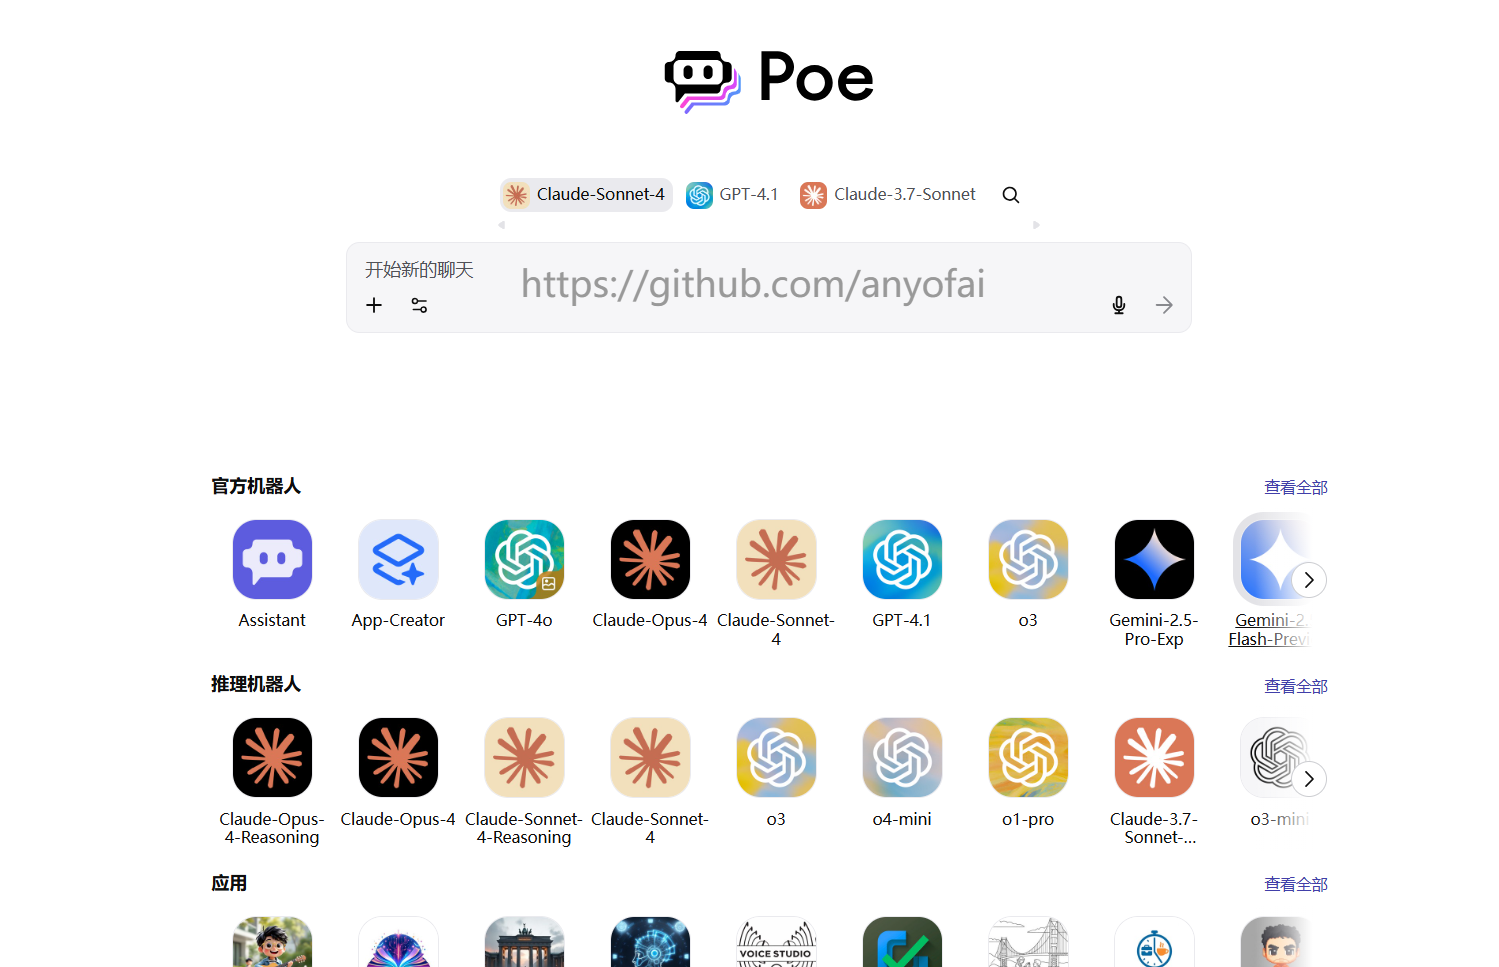 Poe
Claude-Sonnet-4
GPT-4.1
Claude-3.7-Sonnet
开始新的聊天
https://github.com/anyofai
官方机器人
查看全部
Assistant
App-Creator
GPT-4o
Claude-Opus-4
Claude-Sonnet-
4
GPT-4.1
o3
Gemini-2.5-
Pro-Exp
Gemini-2.
Flash-Previ
推理机器人
查看全部
Claude-Opus-
4-Reasoning
Claude-Opus-4
Claude-Sonnet-
4-Reasoning
Claude-Sonnet-
4
o3
o4-mini
o1-pro
Claude-3.7-
Sonnet-...
o3-mini
应用
查看全部
VOICE STUDIO